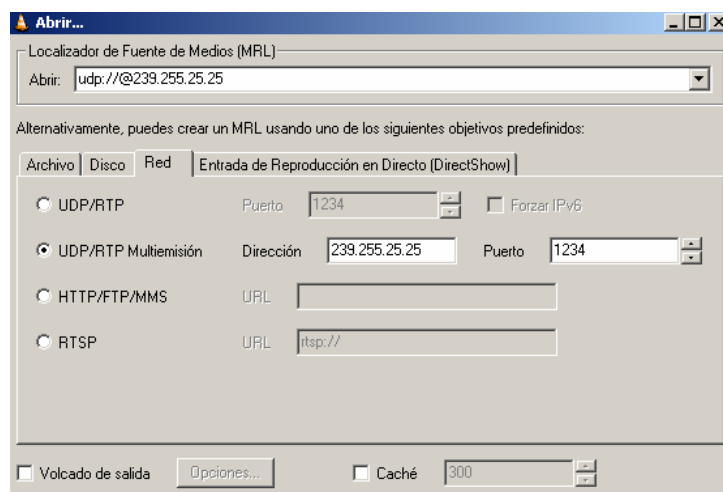 Abrir...
Localizador de Fuente de Medios (MRL)
Abrir: udp://@239.255.25.25
Alternativamente, puedes crear un MRL usando uno de los siguientes objetivos predefinidos:
Archivo Disco Red Entrada de Reproducción en Directo (DirectShow)
UDP/RTP Puerto 1234 Forzar IPv6
UDP/RTP Multiemisión Dirección 239.255.25.25 Puerto 1234
HTTP/FTP/MMS URL
RTSP URL rtsp://
Volcado de salida Opciones... Caché 300